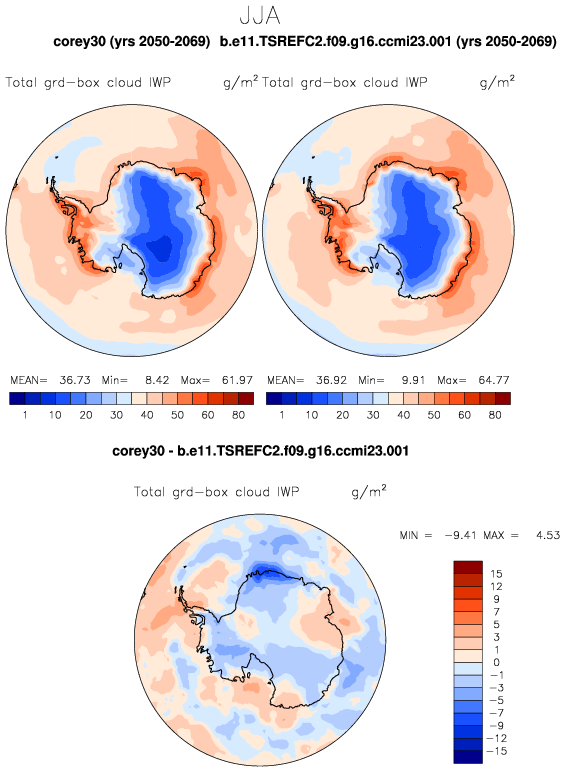 JJA
corey30 (yrs 2050-2069) b.e11.TSREFC2.f09.g16.ccmi23.001 (yrs 2050-2069)
Total grd-box cloud IWP g/m² Total grd-box cloud IWP g/m²
MEAN= 36.73 Min= 8.42 Max= 61.97 MEAN= 36.92 Min= 9.91 Max= 64.77
1 10 20 30 40 50 60 80 1 10 20 30 40 50 60 80
corey30 - b.e11.TSREFC2.f09.g16.ccmi23.001
Total grd-box cloud IWP g/m²
MIN = -9.41 MAX = 4.53
15
12
9
7
5
3
1
0
-1
-3
-5
-7
-9
-12
-15